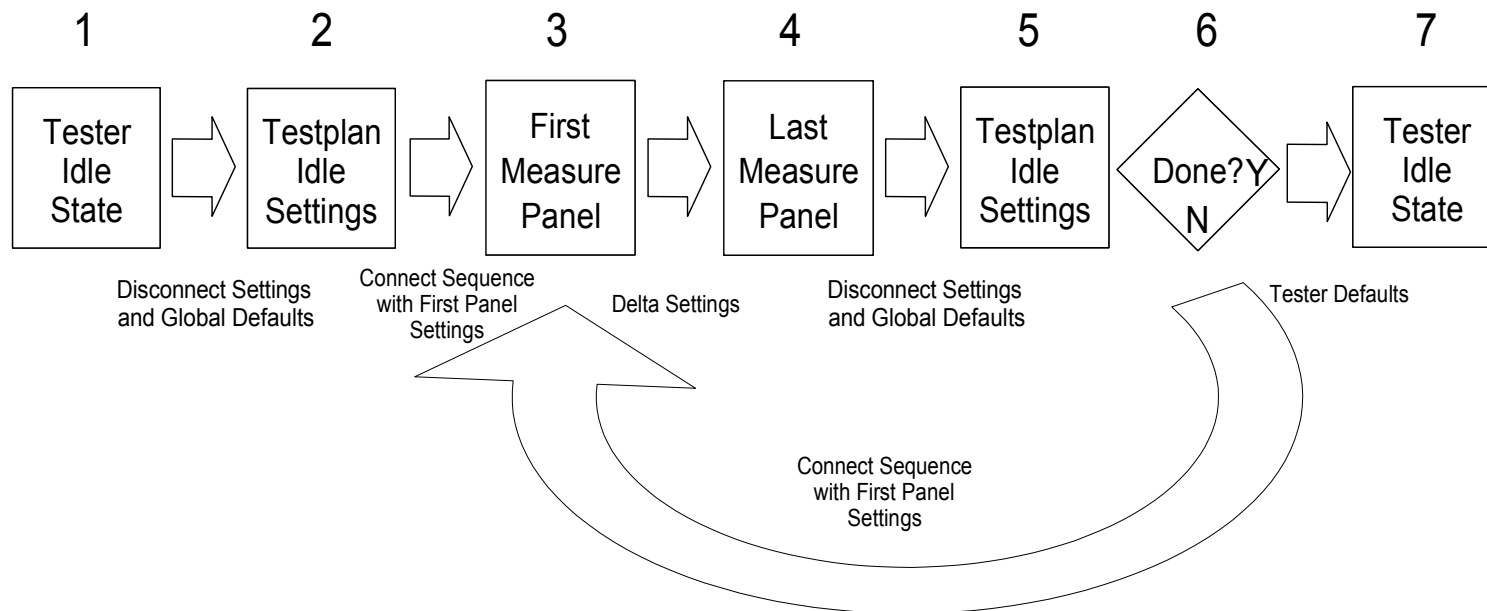 1 2 3 4 5 6 7
Tester
Idle
State
Testplan
Idle
Settings
First
Measure
Panel
Last
Measure
Panel
Testplan
Idle
Settings
Done? Y
N
Tester
Idle
State
Disconnect Settings
and Global Defaults
Connect Sequence
with First Panel
Settings
Delta Settings
Disconnect Settings
and Global Defaults
Tester Defaults
Connect Sequence
with First Panel
Settings